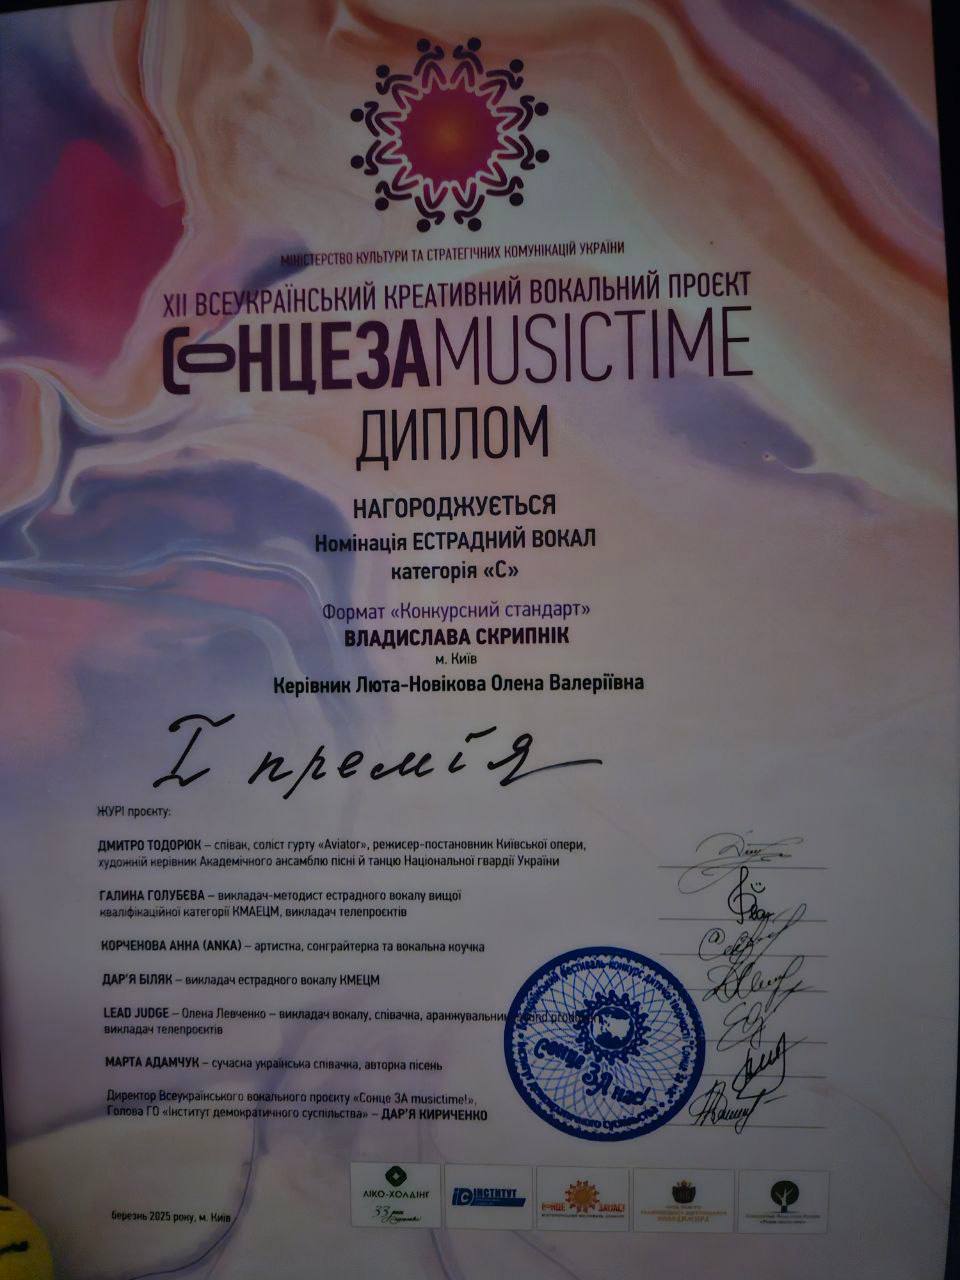 МІНІСТЕРСТВО КУЛЬТУРИ ТА СТРАТЕГІЧНИХ КОМУНІКАЦІЙ УКРАЇНИ
XII ВСЕУКРАЇНСЬКИЙ КРЕАТИВНИЙ ВОКАЛЬНИЙ ПРОЄКТ
СОНЦЕЗАMUSICTIME
ДИПЛОМ
НАГОРОДЖУЄТЬСЯ
Номінація ЕСТРАДНИЙ ВОКАЛ
категорія «С»
Формат «Конкурсний стандарт»
ВЛАДИСЛАВА СКРИПНІК
м. Київ
Керівник Люта-Новікова Олена Валеріївна
I премія
ЖУРІ проєкту:
ДМИТРО ТОДОРЮК – співак, соліст гурту «Aviator», режисер-постановник Київської опери,
художній керівник Академічного ансамблю пісні й танцю Національної гвардії України
ГАЛИНА ГОЛУБЄВА – викладач-методист естрадного вокалу вищої
кваліфікаційної категорії КМАЕЦМ, викладач телепроєктів
КОРЧЕНОВА АННА (ANKA) – артистка, сонграйтерка та вокальна коучка
ДАР'Я БІЛЯК – викладач естрадного вокалу КМЕЦМ
LEAD JUDGE – Олена Левченко – викладач вокалу, співачка, аранжувальник
викладач телепроєктів
МАРТА АДАМЧУК – сучасна українська співачка, авторка пісень
Директор Всеукраїнського вокального проєкту «Сонце ЗА musictime!»,
Голова ГО «Інститут демократичного суспільства» – ДАР'Я КИРИЧЕНКО
Сонце
ЗА нас!
ЛІКО-ХОЛДІНГ
33 роки
ІНСТИТУТ
СОНЦЕ ЗАНАС!
березень 2025 року, м. Київ